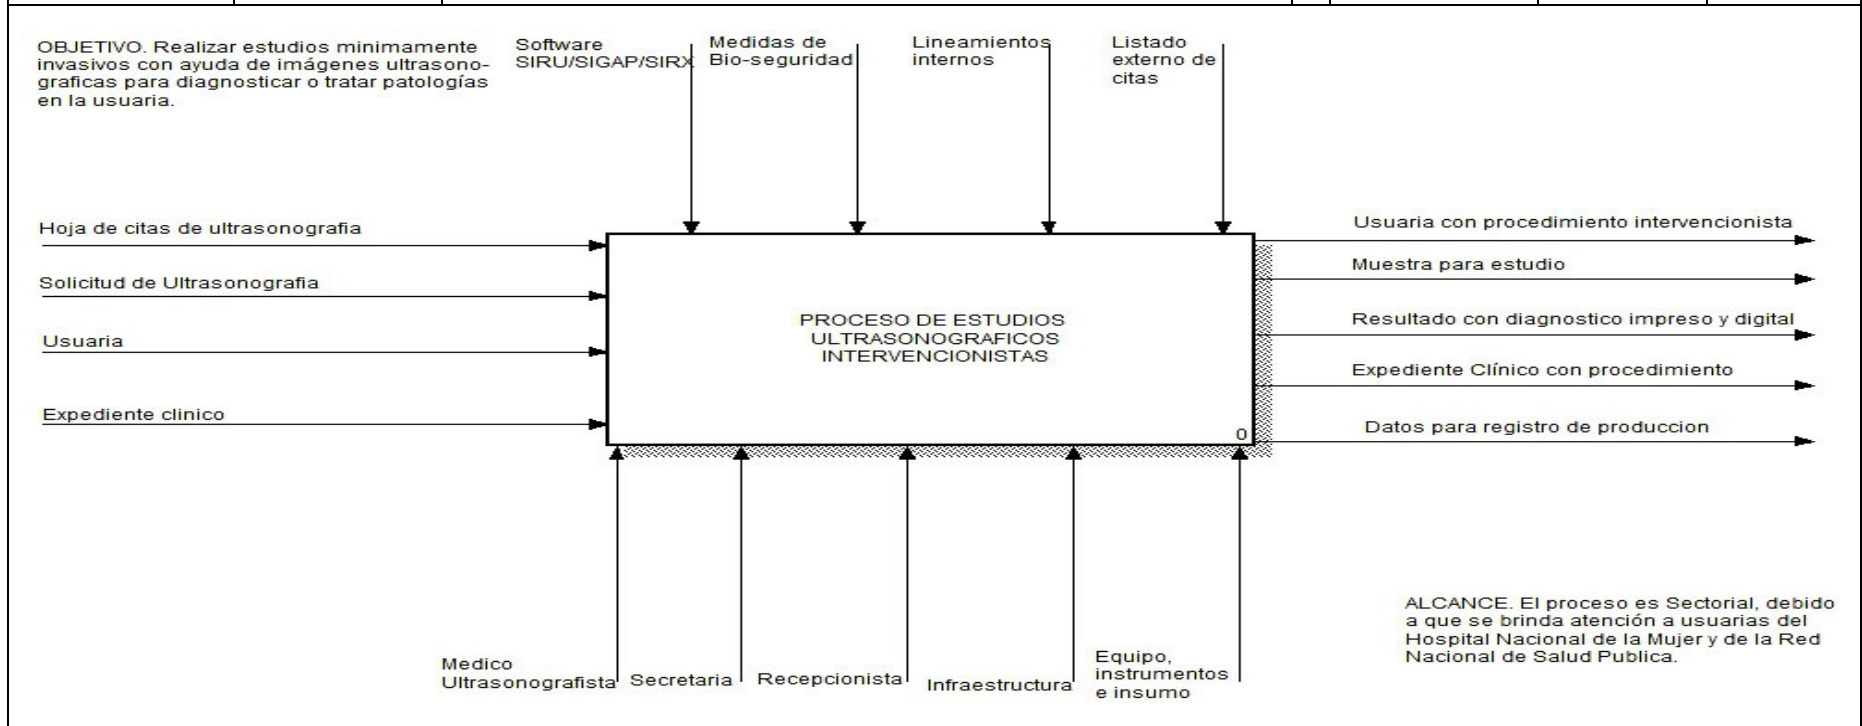 OBJETIVO. Realizar estudios minimamente
invasivos con ayuda de imágenes ultrasono-
graficas para diagnosticar o tratar patologías
en la usuaria.
Software
SIRU/SIGAP/SIRX
Medidas de
Bio-seguridad
Lineamientos
internos
Listado
externo de
citas
Hoja de citas de ultrasonografia
Solicitud de Ultrasonografia
Usuaria
Expediente clinico
PROCESO DE ESTUDIOS
ULTRASONOGRAFICOS
INTERVENCIONISTAS
0
Usuaria con procedimiento intervencionista
Muestra para estudio
Resultado con diagnostico impreso y digital
Expediente Clínico con procedimiento
Datos para registro de produccion
Medico
Ultrasonografista
Secretaria
Recepcionista
Infraestructura
Equipo,
instrumentos
e insumo
ALCANCE. El proceso es Sectorial, debido
a que se brinda atención a usuarias del
Hospital Nacional de la Mujer y de la Red
Nacional de Salud Publica.